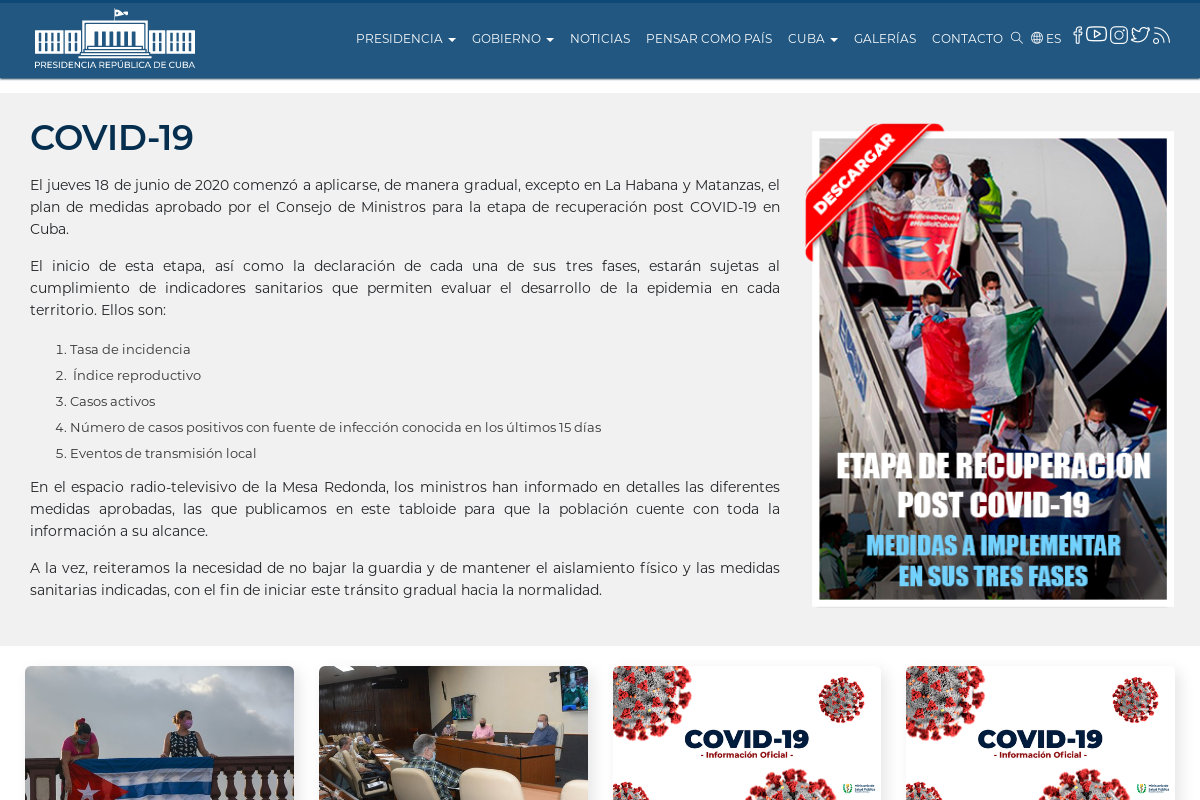 PRESIDENCIA REPÚBLICA DE CUBA
PRESIDENCIA
GOBIERNO
NOTICIAS
PENSAR COMO PAÍS
CUBA
GALERÍAS
CONTACTO
ES
COVID-19
El jueves 18 de junio de 2020 comenzó a aplicarse, de manera gradual, excepto en La Habana y Matanzas, el
plan de medidas aprobado por el Consejo de Ministros para la etapa de recuperación post COVID-19 en
Cuba.
El inicio de esta etapa, así como la declaración de cada una de sus tres fases, estarán sujetas al
cumplimiento de indicadores sanitarios que permiten evaluar el desarrollo de la epidemia en cada
territorio. Ellos son:
1. Tasa de incidencia
2. Índice reproductivo
3. Casos activos
4. Número de casos positivos con fuente de infección conocida en los últimos 15 días
5. Eventos de transmisión local
En el espacio radio-televisivo de la Mesa Redonda, los ministros han informado en detalles las diferentes
medidas aprobadas, las que publicamos en este tabloide para que la población cuente con toda la
información a su alcance.
A la vez, reiteramos la necesidad de no bajar la guardia y de mantener el aislamiento físico y las medidas
sanitarias indicadas, con el fin de iniciar este tránsito gradual hacia la normalidad.
DESCARGAR
ETAPA DE RECUPERACIÓN
POST COVID-19
MEDIDAS A IMPLEMENTAR
EN SUS TRES FASES
COVID-19
- Información Oficial -
COVID-19
- Información Oficial -